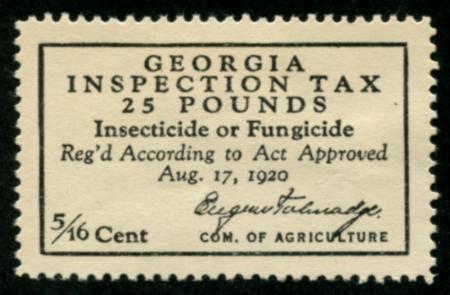 GEORGIA
INSPECTION TAX
25 POUNDS
Insecticide or Fungicide
Reg'd According to Act Approved
Aug. 17, 1920
Eugene Talmadge.
5/16 Cent COM. OF AGRICULTURE